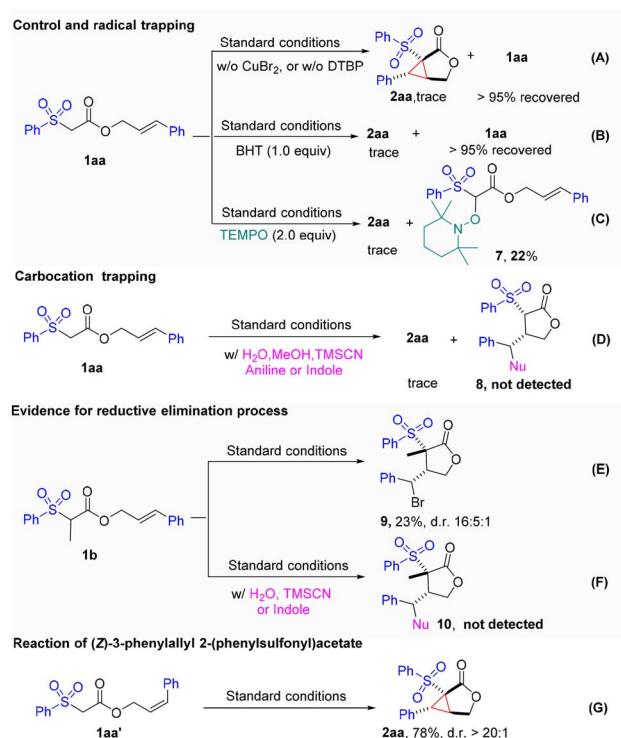 Control and radical trapping
Standard conditions
w/o CuBr2, or w/o DTBP
2aa,trace
+
1aa
> 95% recovered
(A)
1aa
Standard conditions
BHT (1.0 equiv)
2aa
trace
+
1aa
> 95% recovered
(B)
Standard conditions
TEMPO (2.0 equiv)
2aa
trace
+
7, 22%
(C)
Carbocation trapping
1aa
Standard conditions
w/ H2O,MeOH,TMSCN
Aniline or Indole
2aa
trace
+
Ph
Nu
8, not detected
(D)
Evidence for reductive elimination process
1b
Standard conditions
Ph
Br
9, 23%, d.r. 16:5:1
(E)
Standard conditions
w/ H2O, TMSCN
or Indole
Ph
Nu
10, not detected
(F)
Reaction of (Z)-3-phenylallyl 2-(phenylsulfonyl)acetate
1aa'
Standard conditions
2aa, 78%, d.r. > 20:1
(G)